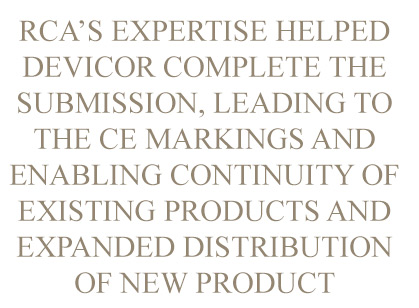 RCA’S EXPERTISE HELPED
DEVICOR COMPLETE THE
SUBMISSION, LEADING TO
THE CE MARKINGS AND
ENABLING CONTINUITY OF
EXISTING PRODUCTS AND
EXPANDED DISTRIBUTION
OF NEW PRODUCT